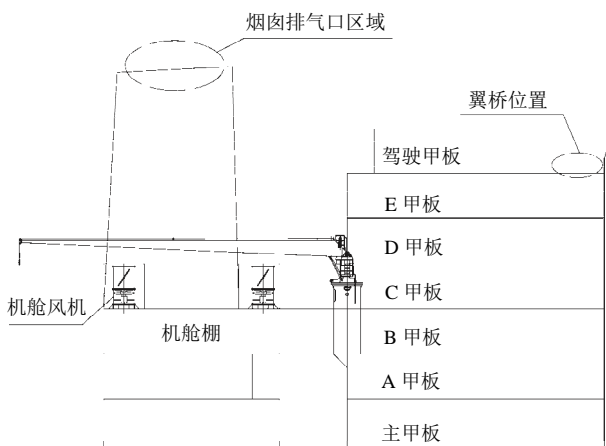 烟囱排气口区域
翼桥位置
驾驶甲板
E 甲板
D 甲板
C 甲板
机舱风机
机舱棚
B 甲板
A 甲板
主甲板